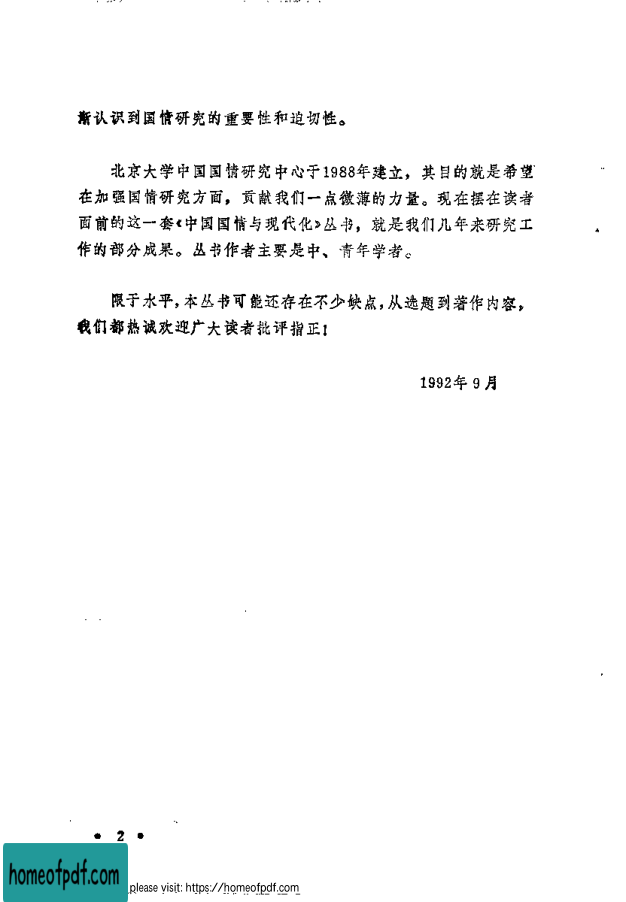 渐认识到国情研究的重要性和迫切性。
北京大学中国国情研究中心于1988年建立，其目的就是希望
在加强国情研究方面，贡献我们一点微薄的力量。现在摆在读者
面前的这一套《中国国情与现代化》丛书，就是我们几年来研究工
作的部分成果。丛书作者主要是中、青年学者。
限于水平，本丛书可能还存在不少缺点，从选题到著作内容，
我们都热诚欢迎广大读者批评指正！
1992年9月
• 2 •
homeofpdf.com
please visit: https://homeofpdf.com